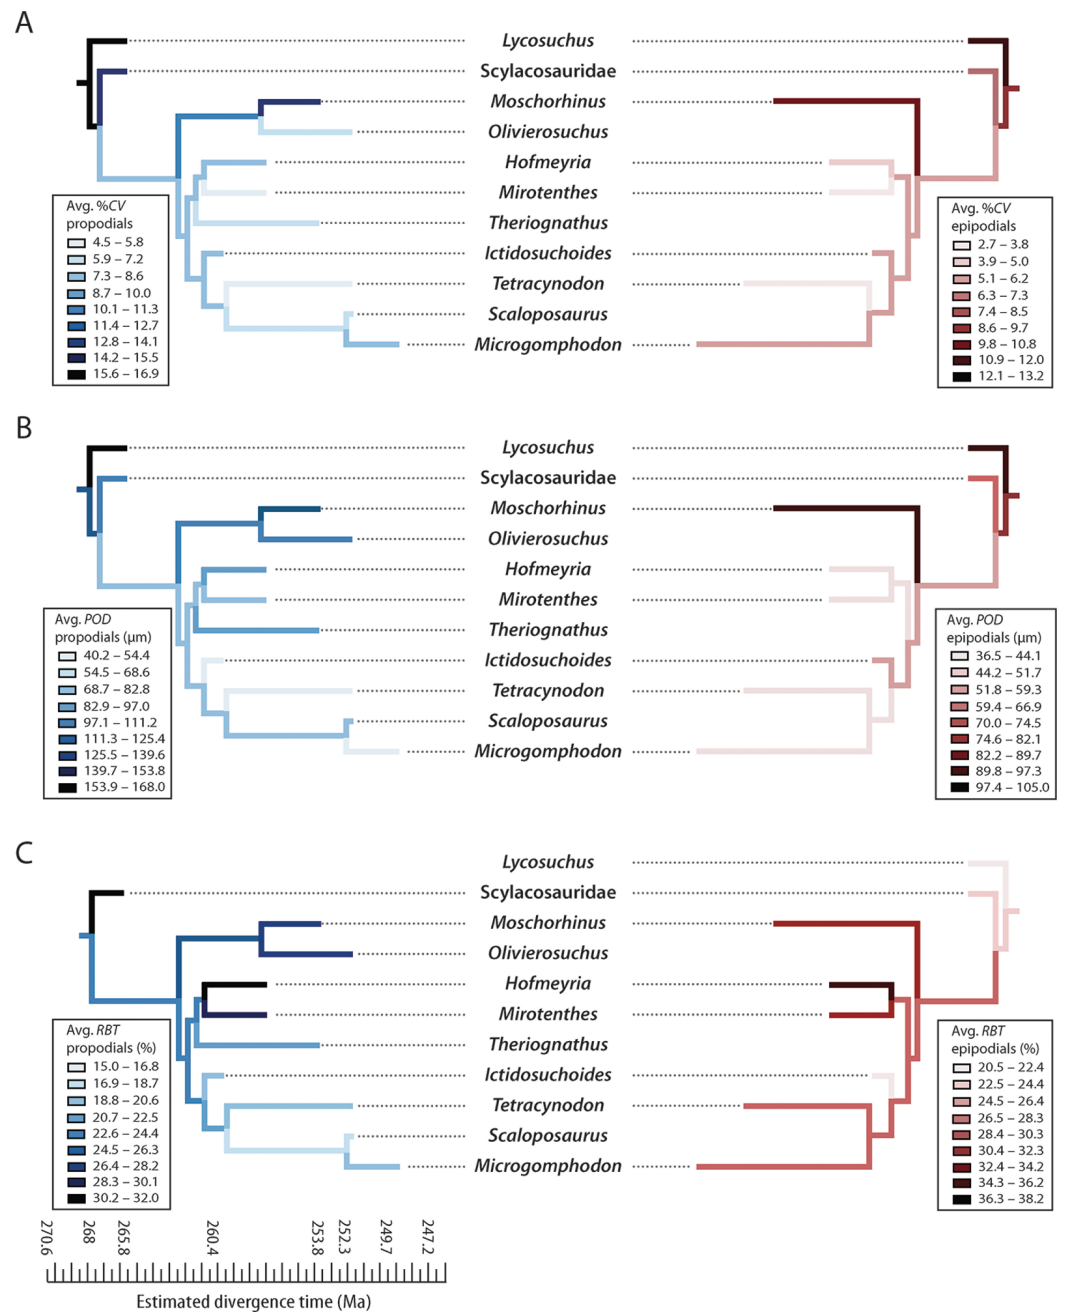 A
Lycosuchus
Scylacosauridae
Moschorhinus
Olivierosuchus
Hofmeyria
Mirotenthes
Theriognathus
Ictidosuchoides
Tetracynodon
Scaloposaurus
Microgomphodon
Avg. %CV
propodials
4.5 – 5.8
5.9 – 7.2
7.3 – 8.6
8.7 – 10.0
10.1 – 11.3
11.4 – 12.7
12.8 – 14.1
14.2 – 15.5
15.6 – 16.9
Avg. %CV
epipodials
2.7 – 3.8
3.9 – 5.0
5.1 – 6.2
6.3 – 7.3
7.4 – 8.5
8.6 – 9.7
9.8 – 10.8
10.9 – 12.0
12.1 – 13.2
B
Lycosuchus
Scylacosauridae
Moschorhinus
Olivierosuchus
Hofmeyria
Mirotenthes
Theriognathus
Ictidosuchoides
Tetracynodon
Scaloposaurus
Microgomphodon
Avg. POD
propodials (µm)
40.2 – 54.4
54.5 – 68.6
68.7 – 82.8
82.9 – 97.0
97.1 – 111.2
111.3 – 125.4
125.5 – 139.6
139.7 – 153.8
153.9 – 168.0
Avg. POD
epipodials (µm)
36.5 – 44.1
44.2 – 51.7
51.8 – 59.3
59.4 – 66.9
70.0 – 74.5
74.6 – 82.1
82.2 – 89.7
89.8 – 97.3
97.4 – 105.0
C
Lycosuchus
Scylacosauridae
Moschorhinus
Olivierosuchus
Hofmeyria
Mirotenthes
Theriognathus
Ictidosuchoides
Tetracynodon
Scaloposaurus
Microgomphodon
Avg. RBT
propodials (%)
15.0 – 16.8
16.9 – 18.7
18.8 – 20.6
20.7 – 22.5
22.6 – 24.4
24.5 – 26.3
26.4 – 28.2
28.3 – 30.1
30.2 – 32.0
Avg. RBT
epipodials (%)
20.5 – 22.4
22.5 – 24.4
24.5 – 26.4
26.5 – 28.3
28.4 – 30.3
30.4 – 32.3
32.4 – 34.2
34.3 – 36.2
36.3 – 38.2
270.6 268 265.8 260.4 253.8 252.3 249.7 247.2
Estimated divergence time (Ma)